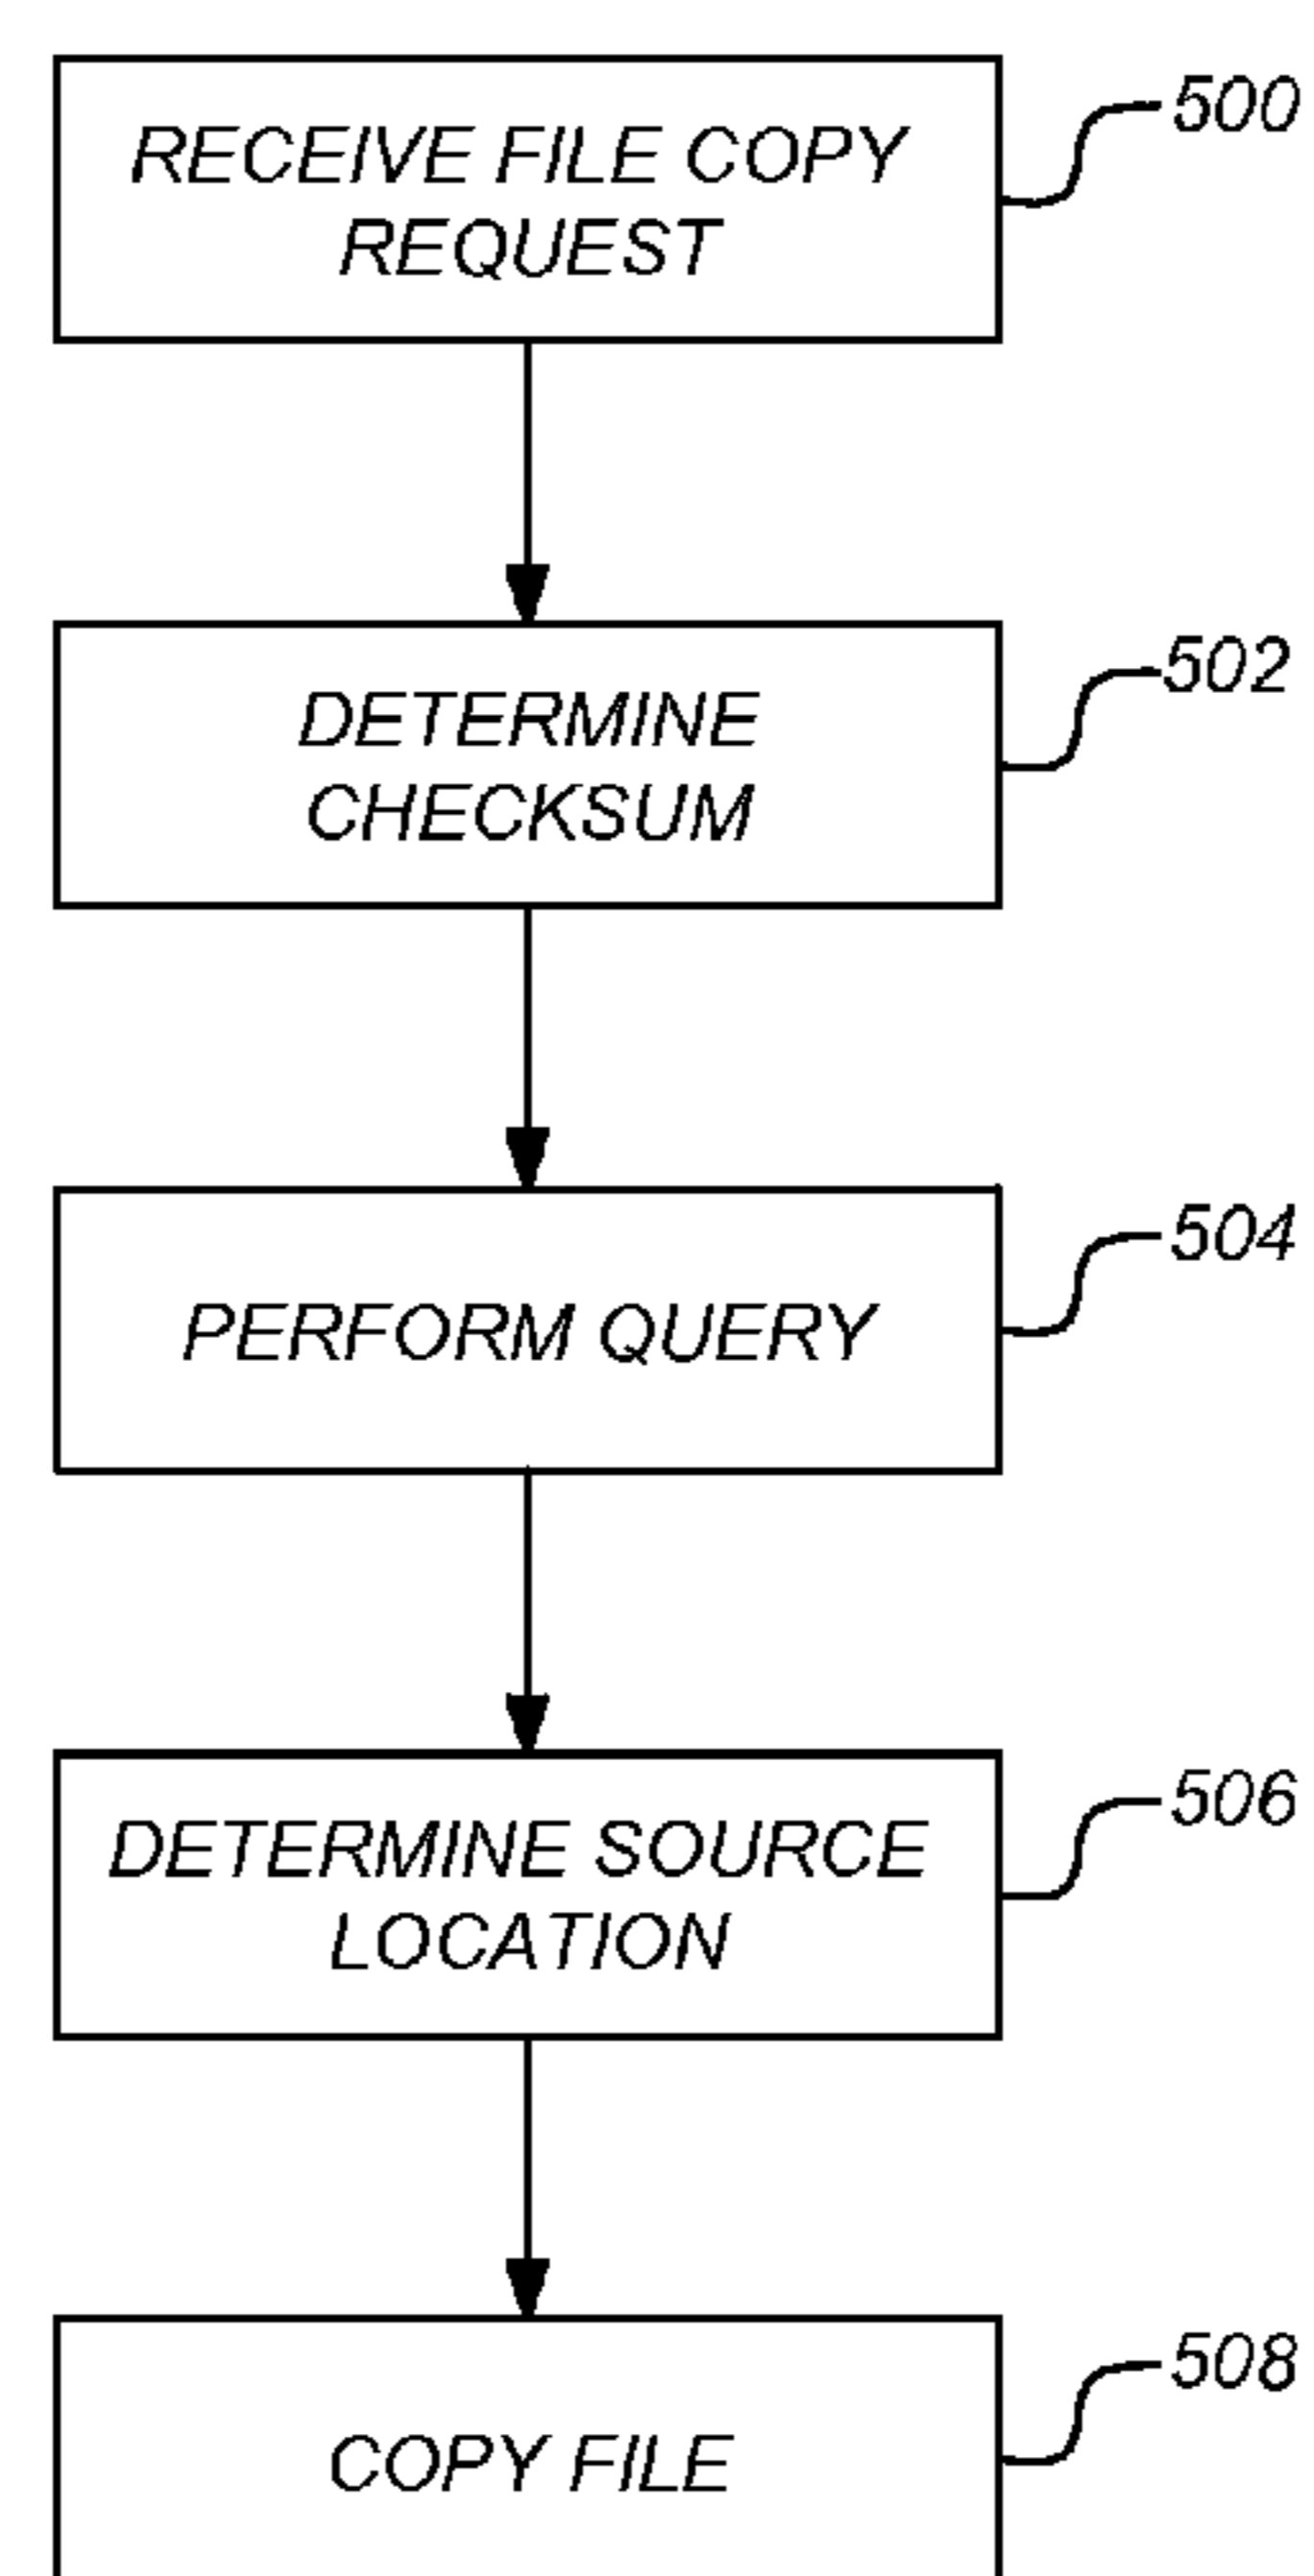 RECEIVE FILE COPY
REQUEST
500
DETERMINE
CHECKSUM
502
PERFORM QUERY
504
DETERMINE SOURCE
LOCATION
506
COPY FILE
508